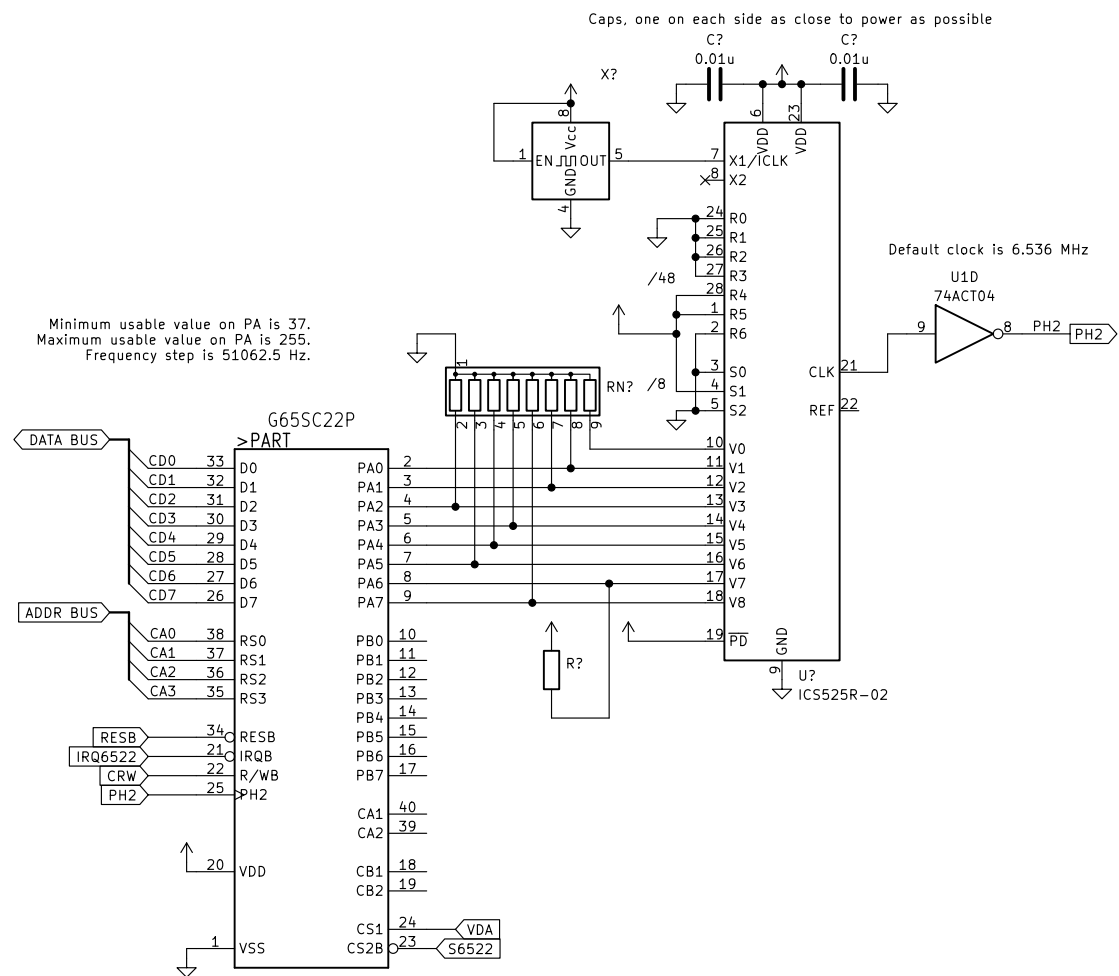 Caps, one on each side as close to power as possible
C?
0.01u
C?
0.01u
X?
8
Vcc
1
EN
OUT
5
GND
4
6
VDD
23
VDD
7
X1/ICLK
8
X2
24
R0
25
R1
26
R2
27
R3
28
R4
1
R5
2
R6
3
S0
4
S1
5
S2
10
V0
11
V1
12
V2
13
V3
14
V4
15
V5
16
V6
17
V7
18
V8
19
PD
GND
9
CLK
21
REF
22
U?
ICS525R-02
/48
/8
Default clock is 6.536 MHz
U1D
74ACT04
9
8
PH2
PH2
Minimum usable value on PA is 37.
Maximum usable value on PA is 255.
Frequency step is 51062.5 Hz.
1
RN?
2
3
4
5
6
7
8
9
R?
G65SC22P
>PART
DATA BUS
CD0
33
D0
CD1
32
D1
CD2
31
D2
CD3
30
D3
CD4
29
D4
CD5
28
D5
CD6
27
D6
CD7
26
D7
ADDR BUS
CA0
38
RS0
CA1
37
RS1
CA2
36
RS2
CA3
35
RS3
RESB
34
RESB
IRQ6522
21
IRQB
CRW
22
R/WB
PH2
25
PH2
20
VDD
1
VSS
PA0
2
PA1
3
PA2
4
PA3
5
PA4
6
PA5
7
PA6
8
PA7
9
PB0
10
PB1
11
PB2
12
PB3
13
PB4
14
PB5
15
PB6
16
PB7
17
CA1
40
CA2
39
CB1
18
CB2
19
CS1
24
VDA
CS2B
23
S6522